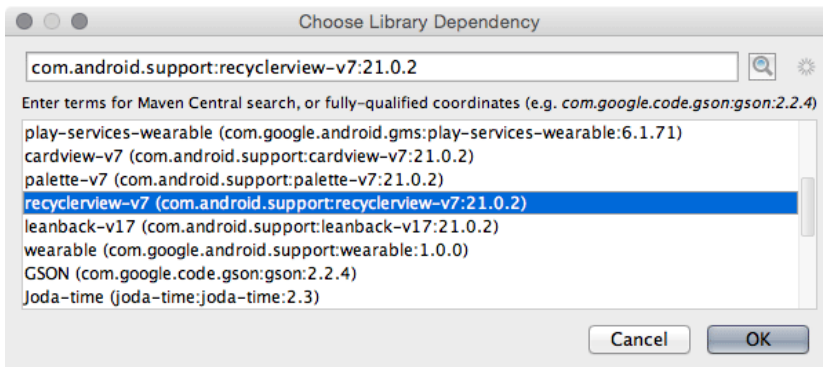 Choose Library Dependency
com.android.support:recyclerview-v7:21.0.2
Enter terms for Maven Central search, or fully-qualified coordinates (e.g. com.google.code.gson:gson:2.2.4)
play-services-wearable (com.google.android.gms:play-services-wearable:6.1.71)
cardview-v7 (com.android.support:cardview-v7:21.0.2)
palette-v7 (com.android.support:palette-v7:21.0.2)
recyclerview-v7 (com.android.support:recyclerview-v7:21.0.2)
leanback-v17 (com.android.support:leanback-v17:21.0.2)
wearable (com.google.android.support:wearable:1.0.0)
GSON (com.google.code.gson:gson:2.2.4)
Joda-time (joda-time:joda-time:2.3)
Cancel OK